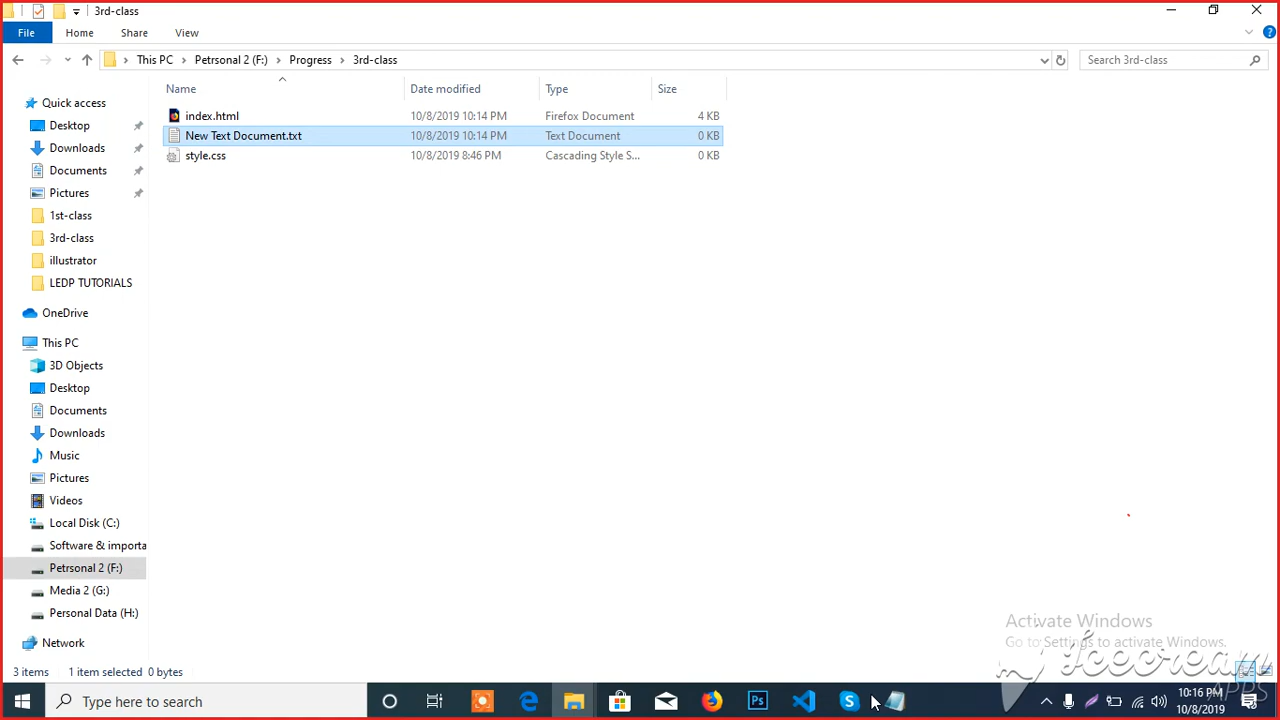 3rd-class
File Home Share View
This PC Petrsonal 2 (F:) Progress 3rd-class
Search 3rd-class
Name Date modified Type Size
index.html 10/8/2019 10:14 PM Firefox Document 4 KB
New Text Document.txt 10/8/2019 10:14 PM Text Document 0 KB
style.css 10/8/2019 8:46 PM Cascading Style S... 0 KB
Quick access
Desktop
Downloads
Documents
Pictures
1st-class
3rd-class
illustrator
LEDP TUTORIALS
OneDrive
This PC
3D Objects
Desktop
Documents
Downloads
Music
Pictures
Videos
Local Disk (C:)
Software & importa
Petrsonal 2 (F:)
Media 2 (G:)
Personal Data (H:)
Network
Activate Windows
Go to Settings to activate Windows.
Icecream
APPS
3 items 1 item selected 0 bytes
Type here to search
Ps
10:16 PM
10/8/2019